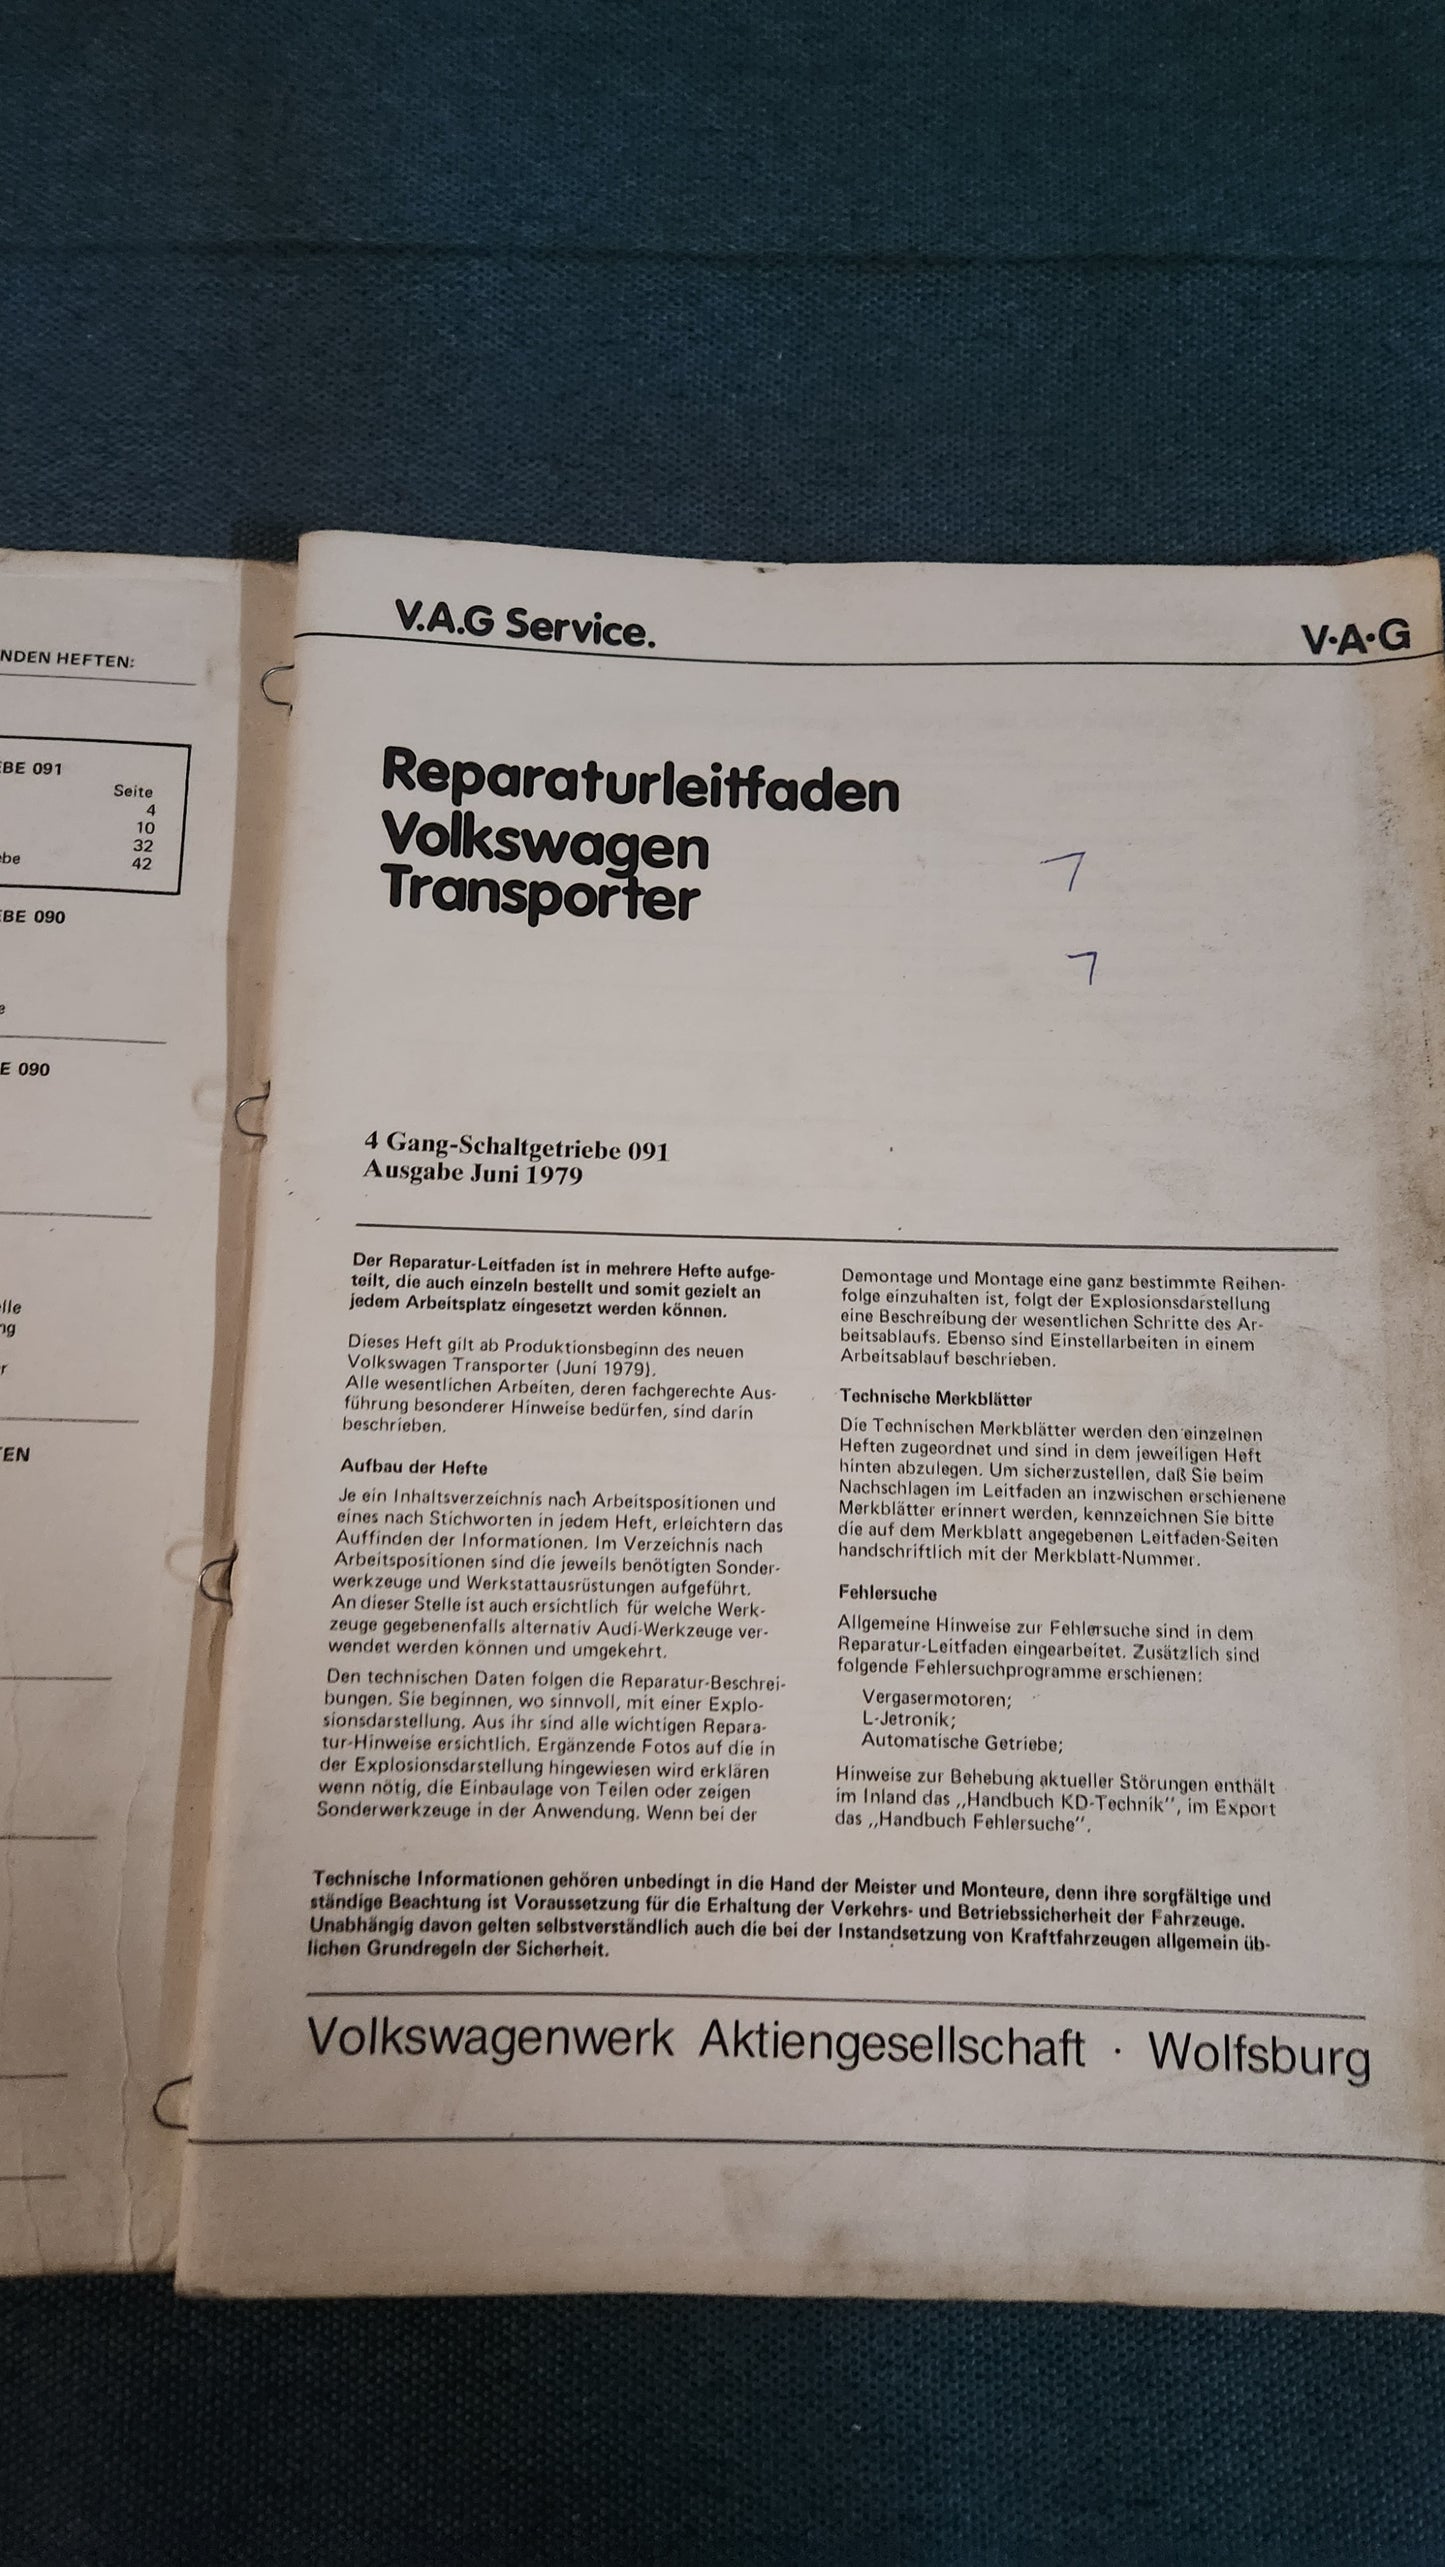 NDEN HEFTEN:
BE 091
Seite
4
10
32
be 42
BE 090
e
E 090
lle
ng
r
EN
V.A.G Service.
V·A·G
Reparaturleitfaden
Volkswagen
Transporter
1
1
4 Gang-Schaltgetriebe 091
Ausgabe Juni 1979
Der Reparatur-Leitfaden ist in mehrere Hefte aufge-
teilt, die auch einzeln bestellt und somit gezielt an
jedem Arbeitsplatz eingesetzt werden können.
Dieses Heft gilt ab Produktionsbeginn des neuen
Volkswagen Transporter (Juni 1979).
Alle wesentlichen Arbeiten, deren fachgerechte Aus-
führung besonderer Hinweise bedürfen, sind darin
beschrieben.
Aufbau der Hefte
Je ein Inhaltsverzeichnis nach Arbeitspositionen und
eines nach Stichworten in jedem Heft, erleichtern das
Auffinden der Informationen. Im Verzeichnis nach
Arbeitspositionen sind die jeweils benötigten Sonder-
werkzeuge und Werkstattausrüstungen aufgeführt.
An dieser Stelle ist auch ersichtlich für welche Werk-
zeuge gegebenenfalls alternativ Audi-Werkzeuge ver-
wendet werden können und umgekehrt.
Den technischen Daten folgen die Reparatur-Beschrei-
bungen. Sie beginnen, wo sinnvoll, mit einer Explo-
sionsdarstellung. Aus ihr sind alle wichtigen Repara-
tur-Hinweise ersichtlich. Ergänzende Fotos auf die in
der Explosionsdarstellung hingewiesen wird erklären
wenn nötig, die Einbaulage von Teilen oder zeigen
Sonderwerkzeuge in der Anwendung. Wenn bei der
Demontage und Montage eine ganz bestimmte Reihen-
folge einzuhalten ist, folgt der Explosionsdarstellung
eine Beschreibung der wesentlichen Schritte des Ar-
beitsablaufs. Ebenso sind Einstellarbeiten in einem
Arbeitsablauf beschrieben.
Technische Merkblätter
Die Technischen Merkblätter werden den einzelnen
Heften zugeordnet und sind in dem jeweiligen Heft
hinten abzulegen. Um sicherzustellen, daß Sie beim
Nachschlagen im Leitfaden an inzwischen erschienene
Merkblätter erinnert werden, kennzeichnen Sie bitte
die auf dem Merkblatt angegebenen Leitfaden-Seiten
handschriftlich mit der Merkblatt-Nummer.
Fehlersuche
Allgemeine Hinweise zur Fehlersuche sind in dem
Reparatur-Leitfaden eingearbeitet. Zusätzlich sind
folgende Fehlersuchprogramme erschienen:
Vergasermotoren;
L-Jetronik;
Automatische Getriebe;
Hinweise zur Behebung aktueller Störungen enthält
im Inland das „Handbuch KD-Technik", im Export
das „Handbuch Fehlersuche".
Technische Informationen gehören unbedingt in die Hand der Meister und Monteure, denn ihre sorgfältige und
ständige Beachtung ist Voraussetzung für die Erhaltung der Verkehrs- und Betriebssicherheit der Fahrzeuge.
Unabhängig davon gelten selbstverständlich auch die bei der Instandsetzung von Kraftfahrzeugen allgemein üb-
lichen Grundregeln der Sicherheit.
Volkswagenwerk Aktiengesellschaft · Wolfsburg